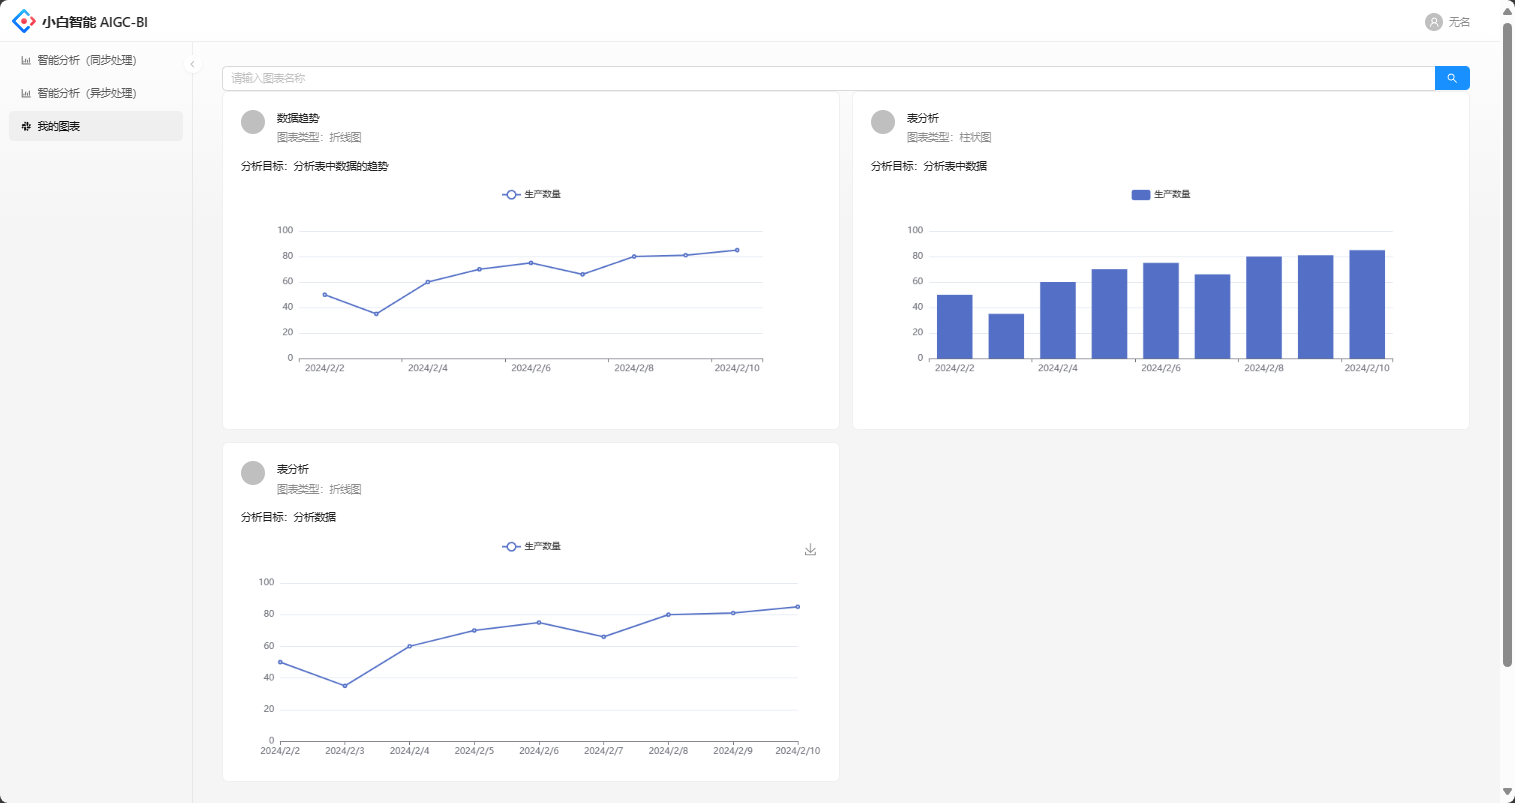 小白智能 AIGC-BI
无名
智能分析（同步处理）
智能分析（异步处理）
我的图表
请输入图表名称
数据趋势
图表类型：折线图
分析目标：分析表中数据的趋势
生产数量
100
80
60
40
20
0
2024/2/2 2024/2/4 2024/2/6 2024/2/8 2024/2/10
表分析
图表类型：柱状图
分析目标：分析表中数据
生产数量
100
80
60
40
20
0
2024/2/2 2024/2/4 2024/2/6 2024/2/8 2024/2/10
表分析
图表类型：折线图
分析目标：分析数据
生产数量
100
80
60
40
20
0
2024/2/2 2024/2/3 2024/2/4 2024/2/5 2024/2/6 2024/2/7 2024/2/8 2024/2/9 2024/2/10